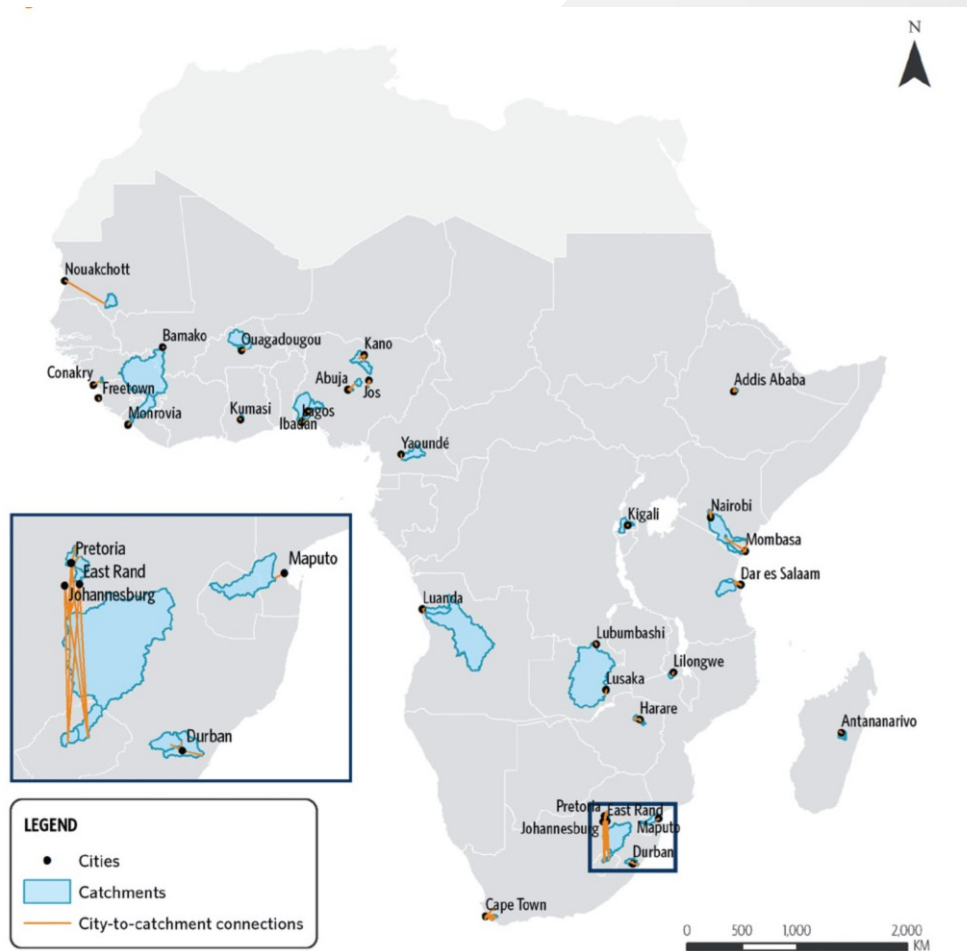 N
Nouakchott
Bamako
Ouagadougou
Kano
Conakry
Freetown
Abuja
Jos
Addis Ababa
Monrovia
Kumasi
Lagos
Ibadan
Yaoundé
Nairobi
Kigali
Mombasa
Dar es Salaam
Pretoria
East Rand
Johannesburg
Maputo
Durban
Luanda
Lubumbashi
Lilongwe
Lusaka
Harare
Antananarivo
Pretoria
East Rand
Johannesburg
Maputo
Durban
Cape Town
LEGEND
Cities
Catchments
City-to-catchment connections
0 500 1,000 2,000
KM